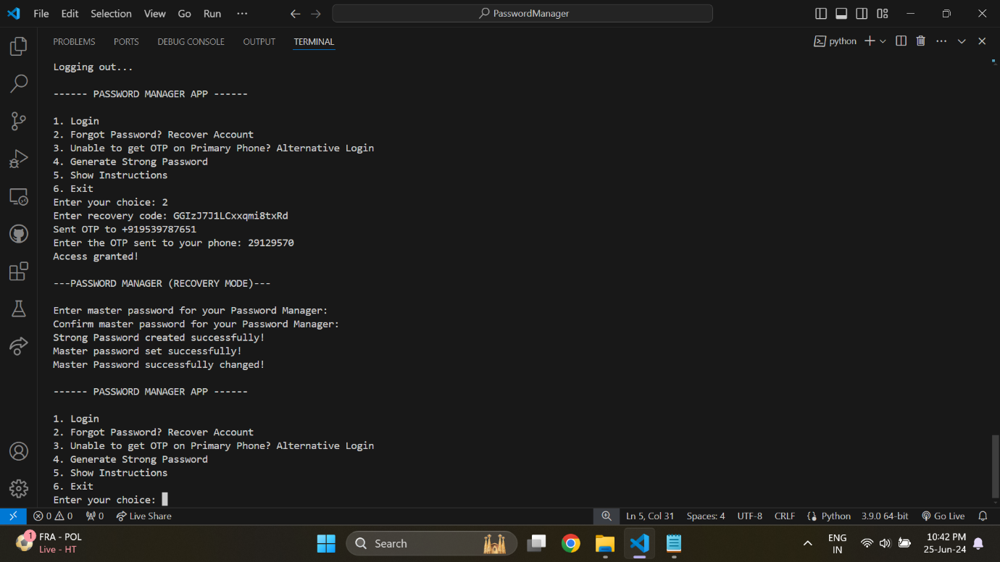 File Edit Selection View Go Run ··· PasswordManager
PROBLEMS PORTS DEBUG CONSOLE OUTPUT TERMINAL python
Logging out...
------ PASSWORD MANAGER APP ------
1. Login
2. Forgot Password? Recover Account
3. Unable to get OTP on Primary Phone? Alternative Login
4. Generate Strong Password
5. Show Instructions
6. Exit
Enter your choice: 2
Enter recovery code: GGIzJ7J1LCxxqmi8txRd
Sent OTP to +919539787651
Enter the OTP sent to your phone: 29129570
Access granted!
---PASSWORD MANAGER (RECOVERY MODE)---
Enter master password for your Password Manager:
Confirm master password for your Password Manager:
Strong Password created successfully!
Master password set successfully!
Master Password successfully changed!
------ PASSWORD MANAGER APP ------
1. Login
2. Forgot Password? Recover Account
3. Unable to get OTP on Primary Phone? Alternative Login
4. Generate Strong Password
5. Show Instructions
6. Exit
Enter your choice:
0 0 0 Live Share Ln 5, Col 31 Spaces: 4 UTF-8 CRLF Python 3.9.0 64-bit Go Live
1 FRA - POL
Live - HT
Search
ENG
IN
10:42 PM
25-Jun-24